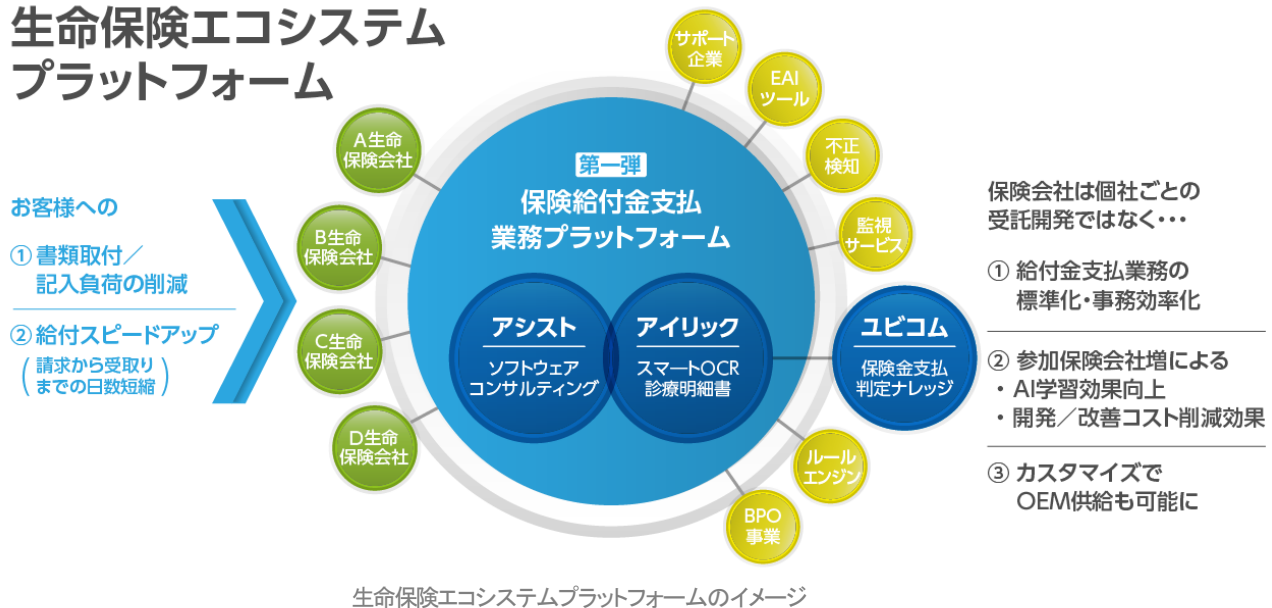 生命保険エコシステム
プラットフォーム
お客様への
① 書類取付／
記入負荷の削減
② 給付スピードアップ
(請求から受取り
までの日数短縮)
A生命
保険会社
B生命
保険会社
C生命
保険会社
D生命
保険会社
第一弾
保険給付金支払
業務プラットフォーム
アシスト
ソフトウェア
コンサルティング
アイリック
スマートOCR
診療明細書
ユビコム
保険金支払
判定ナレッジ
サポート
企業
EAI
ツール
不正
検知
監視
サービス
ルール
エンジン
BPO
事業
保険会社は個社ごとの
受託開発ではなく・・・
① 給付金支払業務の
標準化・事務効率化
② 参加保険会社増による
・ AI学習効果向上
・ 開発／改善コスト削減効果
③ カスタマイズで
OEM供給も可能に
生命保険エコシステムプラットフォームのイメージ